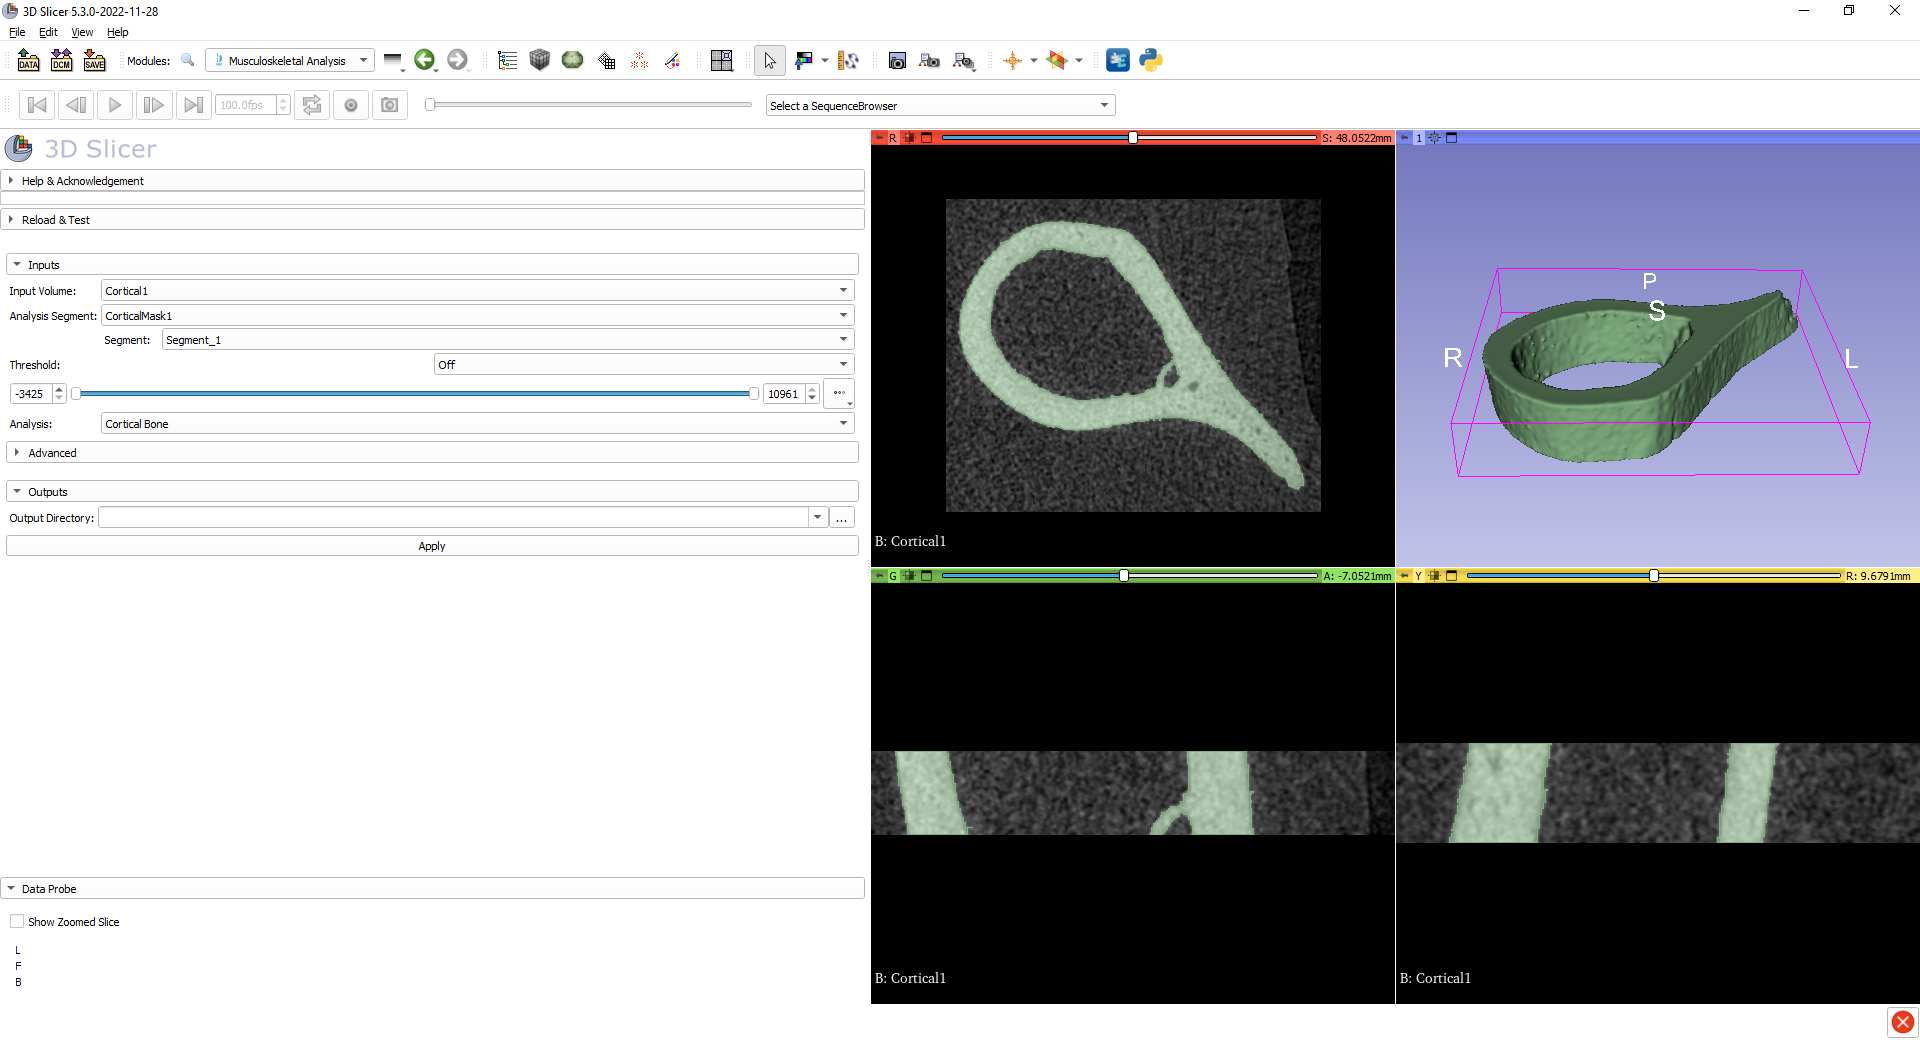 3D Slicer 5.3.0-2022-11-28
File Edit View Help
DATA DCM SAVE Modules: Musculoskeletal Analysis
100.0fps Select a SequenceBrowser
3D Slicer
Help & Acknowledgement
Reload & Test
Inputs
Input Volume: Cortical1
Analysis Segment: CorticalMask1
Segment: Segment_1
Threshold: Off
-3425 10961 ...
Analysis: Cortical Bone
Advanced
Outputs
Output Directory: ...
Apply
Data Probe
Show Zoomed Slice
L
F
B
R S: 48.0522mm
B: Cortical1
1
P
S
R L
G A: -7.0521mm
B: Cortical1
Y R: 9.6791mm
B: Cortical1